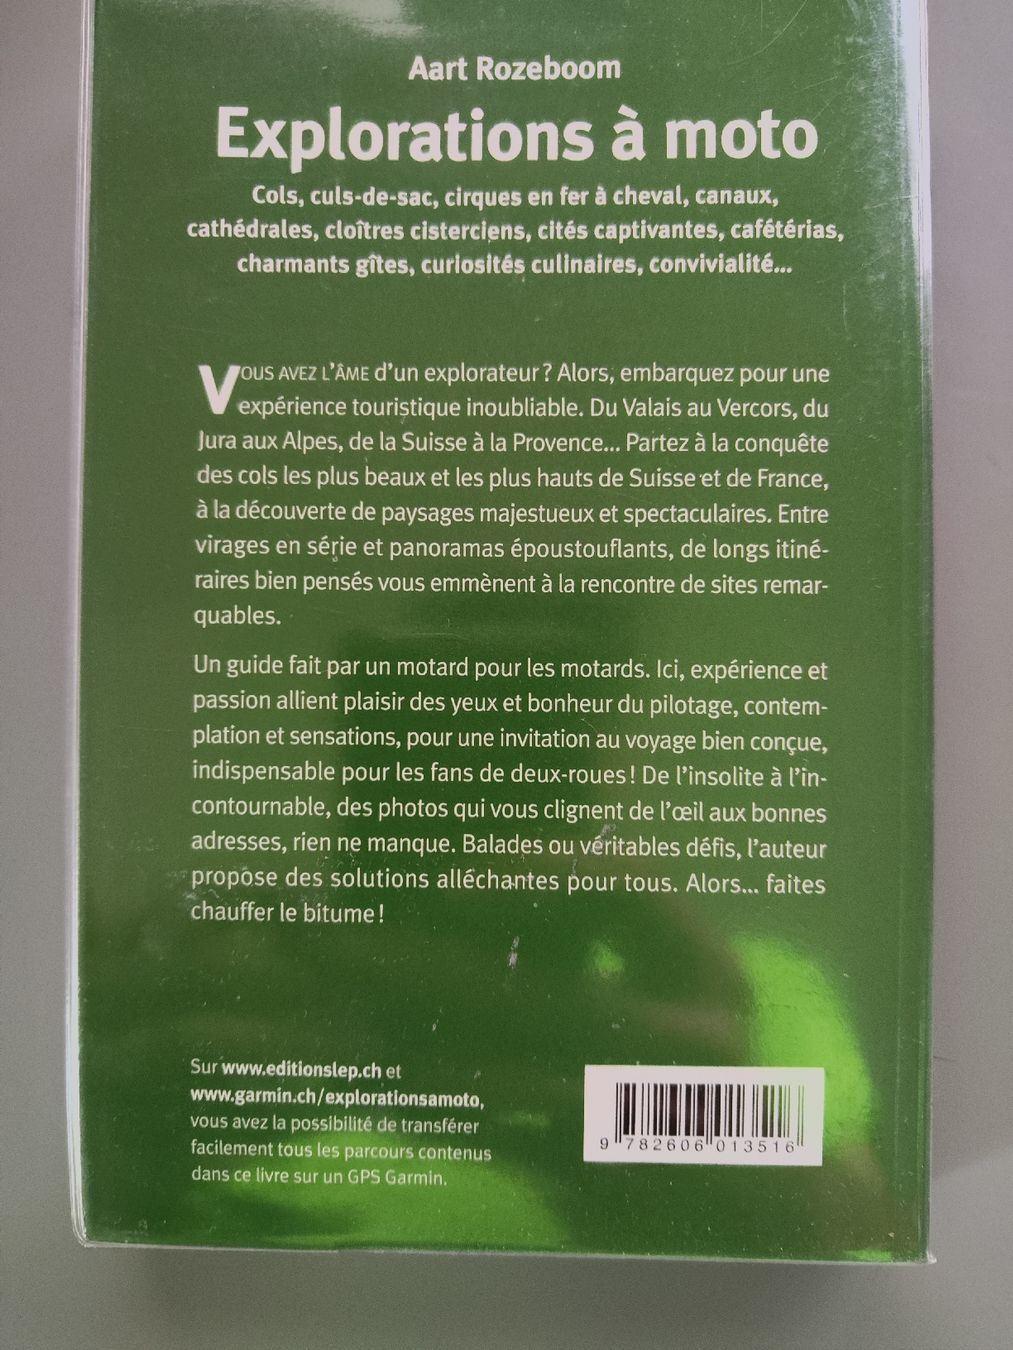 Aart Rozeboom
Explorations à moto
Cols, culs-de-sac, cirques en fer à cheval, canaux,
cathédrales, cloîtres cisterciens, cités captivantes, cafétérias,
charmants gîtes, curiosités culinaires, convivialité...
VOUS AVEZ L'ÂME d'un explorateur ? Alors, embarquez pour une
expérience touristique inoubliable. Du Valais au Vercors, du
Jura aux Alpes, de la Suisse à la Provence... Partez à la conquête
des cols les plus beaux et les plus hauts de Suisse et de France,
à la découverte de paysages majestueux et spectaculaires. Entre
virages en série et panoramas époustouflants, de longs itiné-
raires bien pensés vous emmènent à la rencontre de sites remar-
quables.
Un guide fait par un motard pour les motards. Ici, expérience et
passion allient plaisir des yeux et bonheur du pilotage, contem-
plation et sensations, pour une invitation au voyage bien conçue,
indispensable pour les fans de deux-roues ! De l'insolite à l'in-
contournable, des photos qui vous clignent de l'œil aux bonnes
adresses, rien ne manque. Balades ou véritables défis, l'auteur
propose des solutions alléchantes pour tous. Alors... faites
chauffer le bitume !
Sur www.editionslep.ch et
www.garmin.ch/explorationsamoto,
vous avez la possibilité de transférer
facilement tous les parcours contenus
dans ce livre sur un GPS Garmin.
9 782606 013516